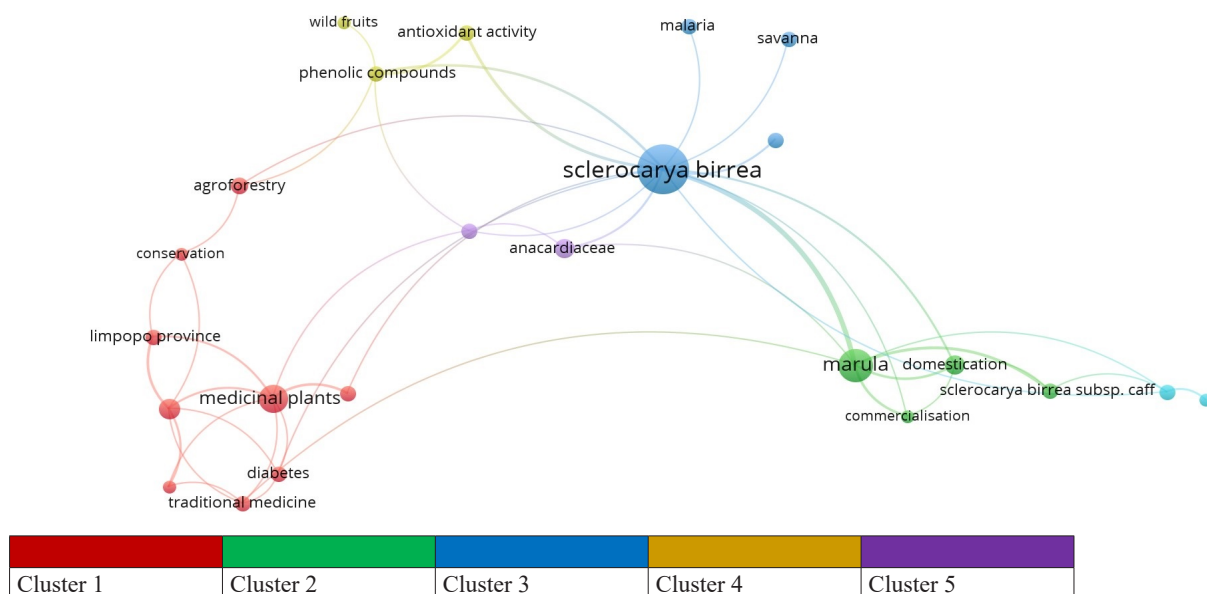 wild fruits
antioxidant activity
malaria
savanna
phenolic compounds
sclerocarya birrea
agroforestry
anacardiaceae
conservation
limpopo province
marula
domestication
sclerocarya birrea subsp. caff
medicinal plants
commercialisation
diabetes
traditional medicine
Cluster 1
Cluster 2
Cluster 3
Cluster 4
Cluster 5